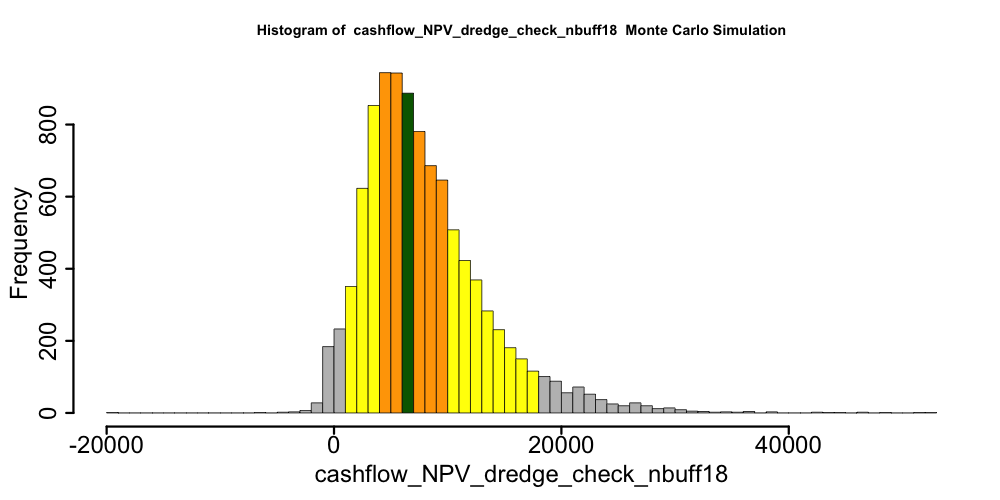 Histogram of cashflow_NPV_dredge_check_nbuff18 Monte Carlo Simulation
Frequency
800
600
400
200
0
-20000 0 20000 40000
cashflow_NPV_dredge_check_nbuff18